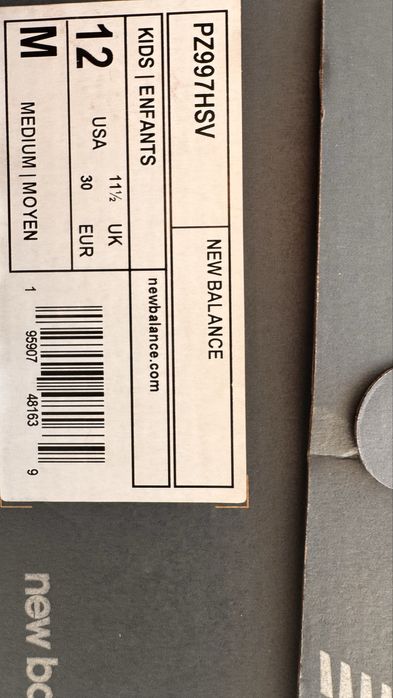 PZ997HSV
NEW BALANCE
KIDS | ENFANTS
newbalance.com
12 USA
11½ UK
30 EUR
M MEDIUM | MOYEN
1 95907 48163 9
new ba